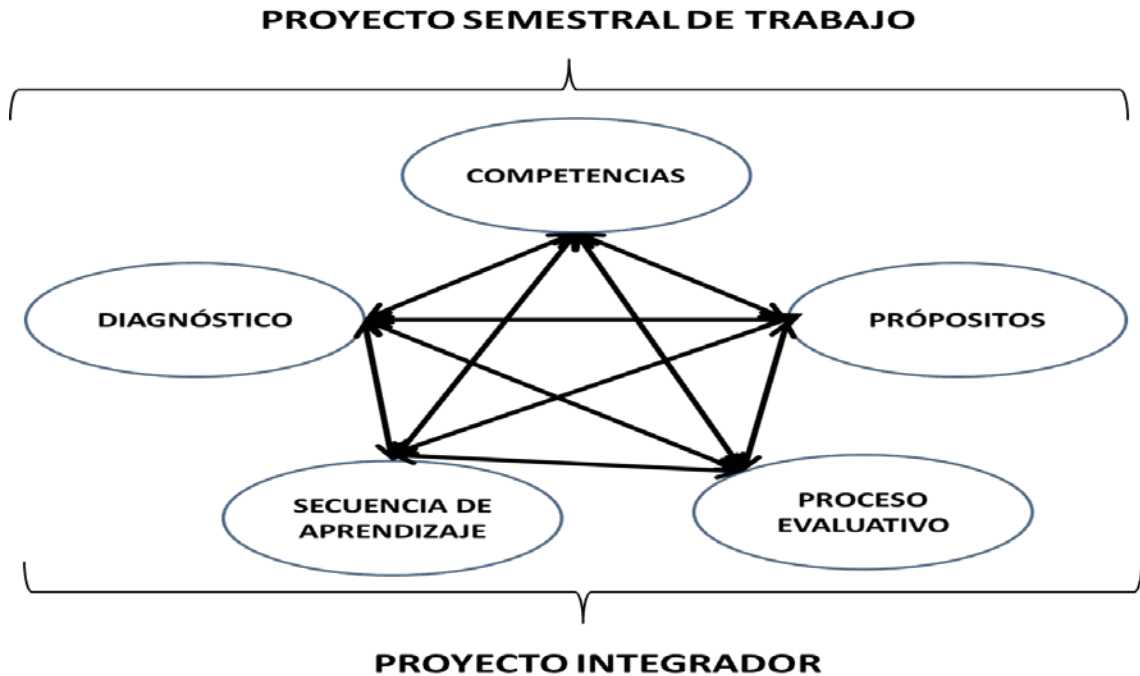 PROYECTO SEMESTRAL DE TRABAJO
COMPETENCIAS
DIAGNÓSTICO
PRÓPOSITOS
SECUENCIA DE
APRENDIZAJE
PROCESO
EVALUATIVO
PROYECTO INTEGRADOR